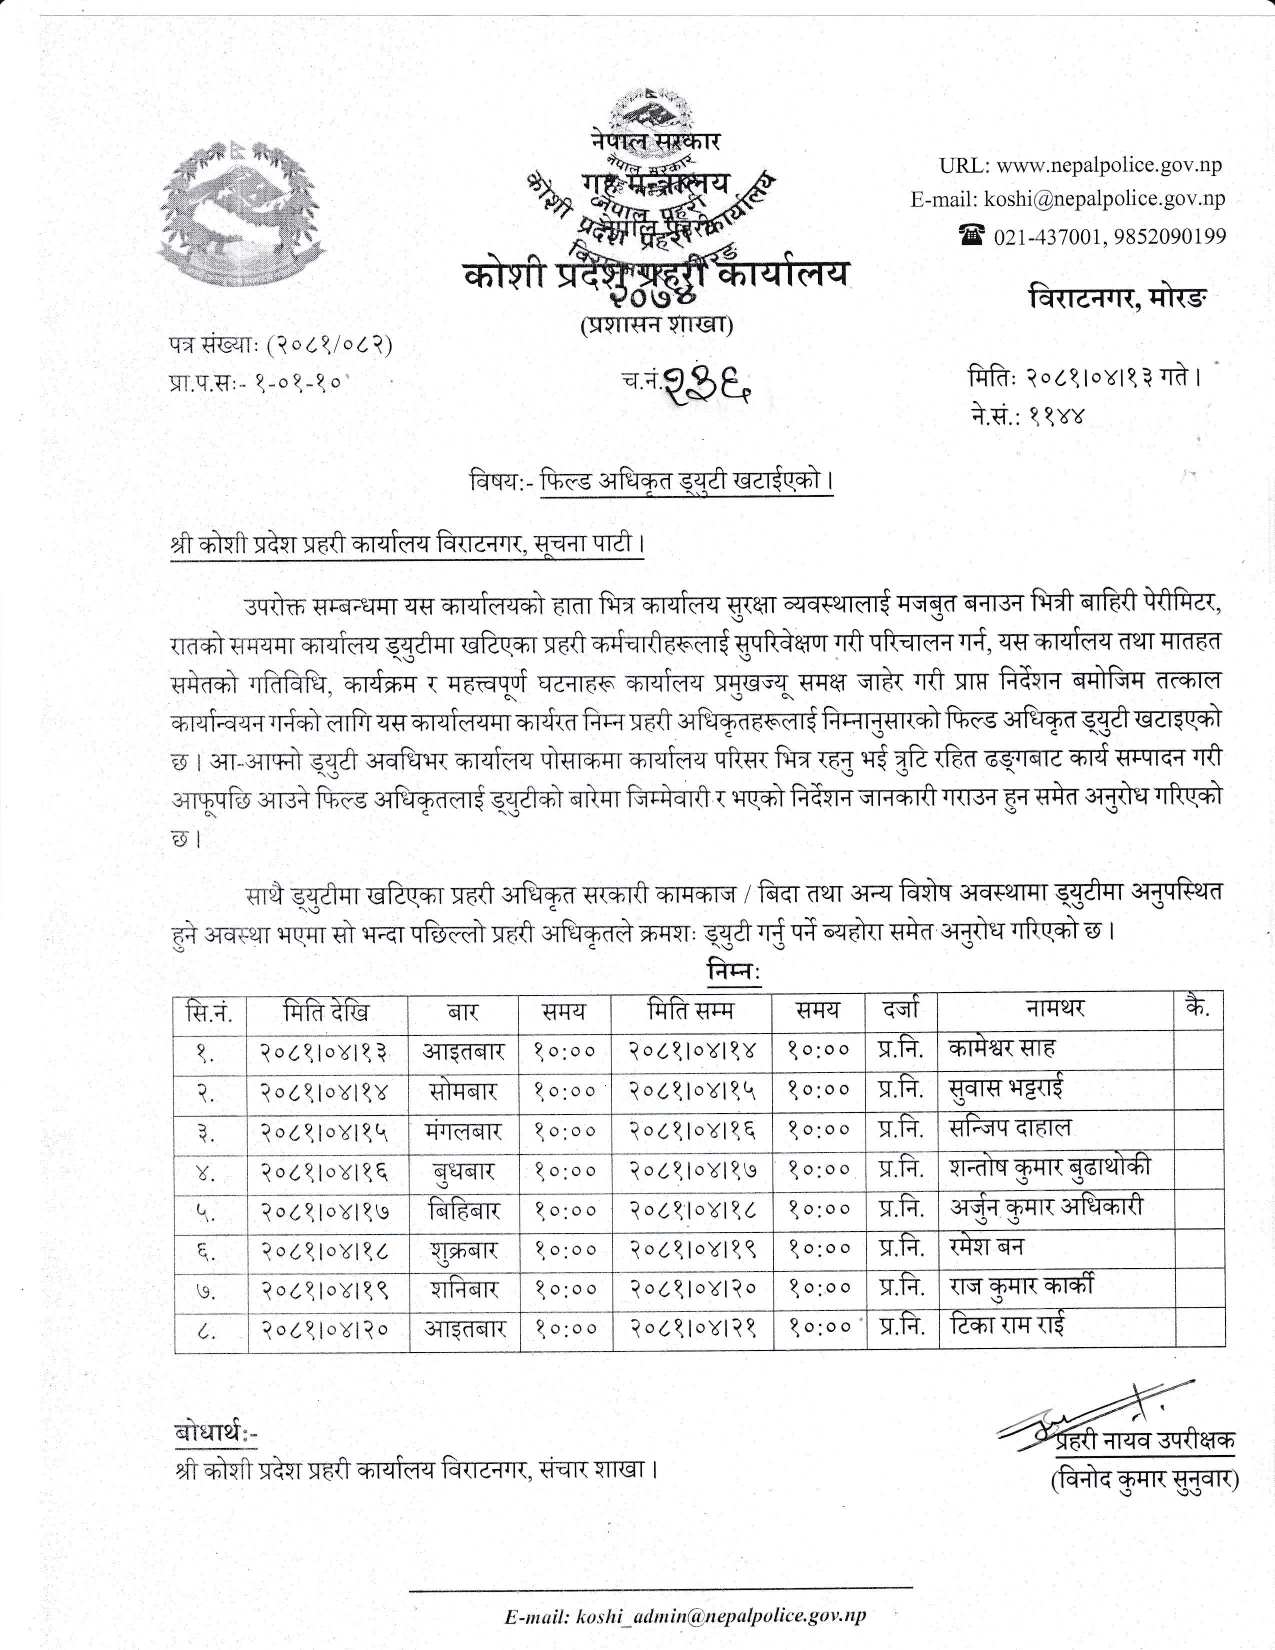 नेपाल सरकार
गृह मन्त्रालय
नेपाल प्रहरी
कोशी प्रदेश प्रहरी कार्यालय
(प्रशासन शाखा)
नेपाल सरकार
नेपाल प्रहरी
कोशी प्रदेश प्रहरी कार्यालय
२०७४
URL: www.nepalpolice.gov.np
E-mail: koshi@nepalpolice.gov.np
☎ 021-437001, 9852090199
विराटनगर, मोरङ
पत्र संख्याः (२०८१/०८२)
प्रा.प.सः- १-०१-१०
च.नं. २३६
मितिः २०८१।०४।१३ गते ।
ने.सं.: ११४४
विषय:- फिल्ड अधिकृत ड्युटी खटाईएको ।
श्री कोशी प्रदेश प्रहरी कार्यालय विराटनगर, सूचना पाटी ।
उपरोक्त सम्बन्धमा यस कार्यालयको हाता भित्र कार्यालय सुरक्षा व्यवस्थालाई मजबुत बनाउन भित्री बाहिरी पेरीमिटर,
रातको समयमा कार्यालय ड्युटीमा खटिएका प्रहरी कर्मचारीहरूलाई सुपरिवेक्षण गरी परिचालन गर्न, यस कार्यालय तथा मातहत
समेतको गतिविधि, कार्यक्रम र महत्त्वपूर्ण घटनाहरू कार्यालय प्रमुखज्यू समक्ष जाहेर गरी प्राप्त निर्देशन बमोजिम तत्काल
कार्यान्वयन गर्नको लागि यस कार्यालयमा कार्यरत निम्न प्रहरी अधिकृतहरूलाई निम्नानुसारको फिल्ड अधिकृत ड्युटी खटाइएको
छ । आ-आफ्नो ड्युटी अवधिभर कार्यालय पोसाकमा कार्यालय परिसर भित्र रहनु भई त्रुटि रहित ढङ्गबाट कार्य सम्पादन गरी
आफूपछि आउने फिल्ड अधिकृतलाई ड्युटीको बारेमा जिम्मेवारी र भएको निर्देशन जानकारी गराउन हुन समेत अनुरोध गरिएको
छ ।
साथै ड्युटीमा खटिएका प्रहरी अधिकृत सरकारी कामकाज / बिदा तथा अन्य विशेष अवस्थामा ड्युटीमा अनुपस्थित
हुने अवस्था भएमा सो भन्दा पछिल्लो प्रहरी अधिकृतले क्रमशः ड्युटी गर्नु पर्ने ब्यहोरा समेत अनुरोध गरिएको छ ।
निम्नः
सि.नं. मिति देखि बार समय मिति सम्म समय दर्जा नामथर कै.
१. २०८१।०४।१३ आइतबार १०:०० २०८१।०४।१४ १०:०० प्र.नि. कामेश्वर साह
२. २०८१।०४।१४ सोमबार १०:०० २०८१।०४।१५ १०:०० प्र.नि. सुवास भट्टराई
३. २०८१।०४।१५ मंगलबार १०:०० २०८१।०४।१६ १०:०० प्र.नि. सन्जिप दाहाल
४. २०८१।०४।१६ बुधबार १०:०० २०८१।०४।१७ १०:०० प्र.नि. शन्तोष कुमार बुढाथोकी
५. २०८१।०४।१७ बिहिबार १०:०० २०८१।०४।१८ १०:०० प्र.नि. अर्जुन कुमार अधिकारी
६. २०८१।०४।१८ शुक्रबार १०:०० २०८१।०४।१९ १०:०० प्र.नि. रमेश बन
७. २०८१।०४।१९ शनिबार १०:०० २०८१।०४।२० १०:०० प्र.नि. राज कुमार कार्की
८. २०८१।०४।२० आइतबार १०:०० २०८१।०४।२१ १०:०० प्र.नि. टिका राम राई
बोधार्थ:-
श्री कोशी प्रदेश प्रहरी कार्यालय विराटनगर, संचार शाखा ।
प्रहरी नायव उपरीक्षक
(विनोद कुमार सुनुवार)
E-mail: koshi_admin@nepalpolice.gov.np